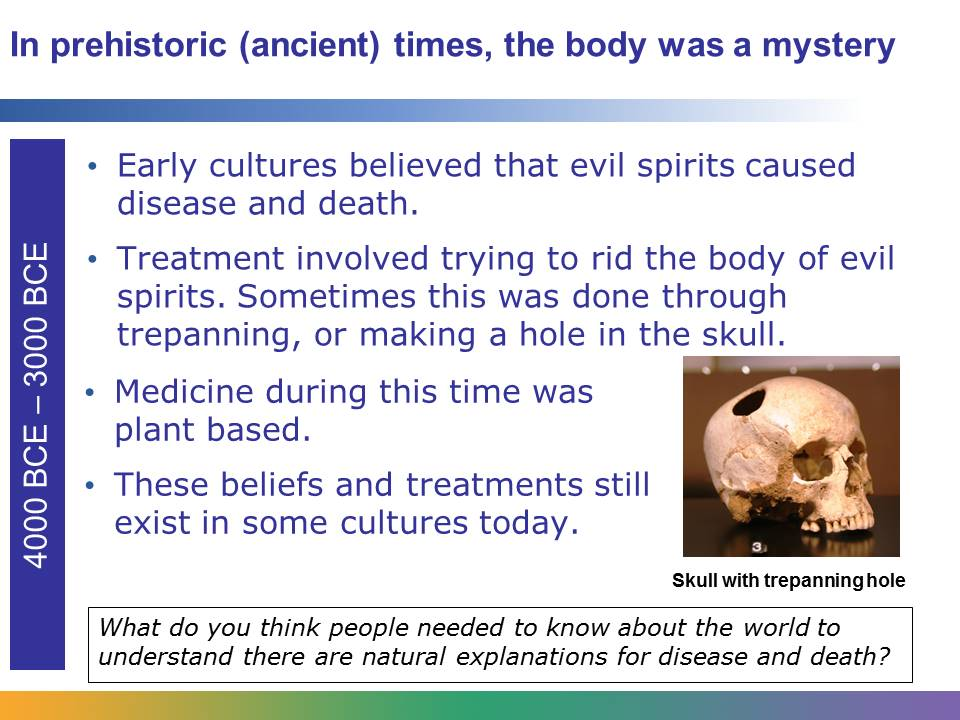 In prehistoric (ancient) times, the body was a mystery
4000 BCE – 3000 BCE
• Early cultures believed that evil spirits caused
disease and death.
• Treatment involved trying to rid the body of evil
spirits. Sometimes this was done through
trepanning, or making a hole in the skull.
• Medicine during this time was
plant based.
• These beliefs and treatments still
exist in some cultures today.
3
Skull with trepanning hole
What do you think people needed to know about the world to
understand there are natural explanations for disease and death?